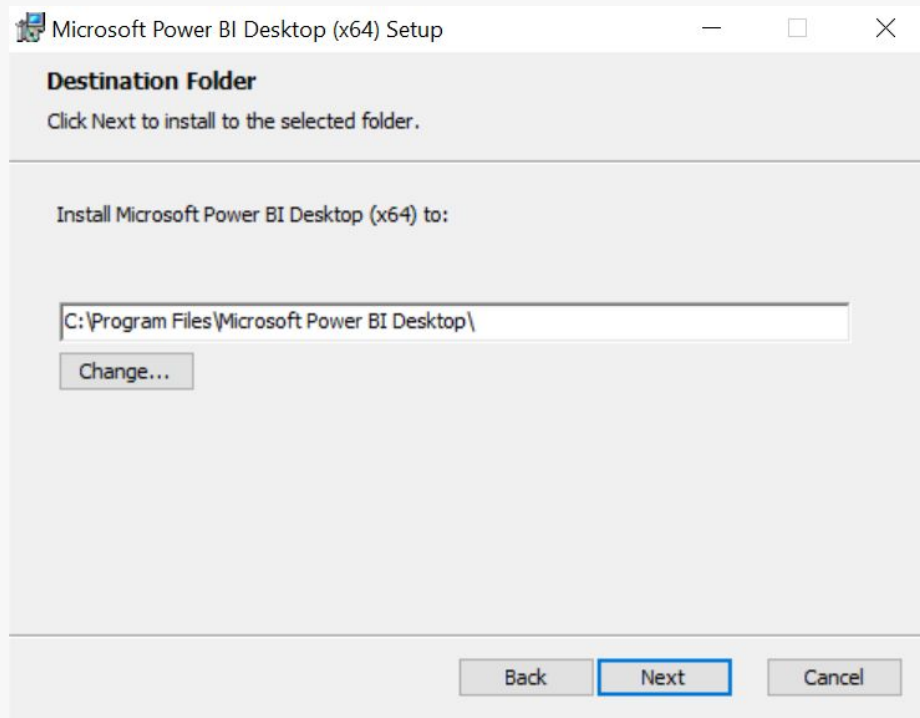 Microsoft Power BI Desktop (x64) Setup
Destination Folder
Click Next to install to the selected folder.
Install Microsoft Power BI Desktop (x64) to:
C:\Program Files\Microsoft Power BI Desktop\
Change...
Back Next Cancel